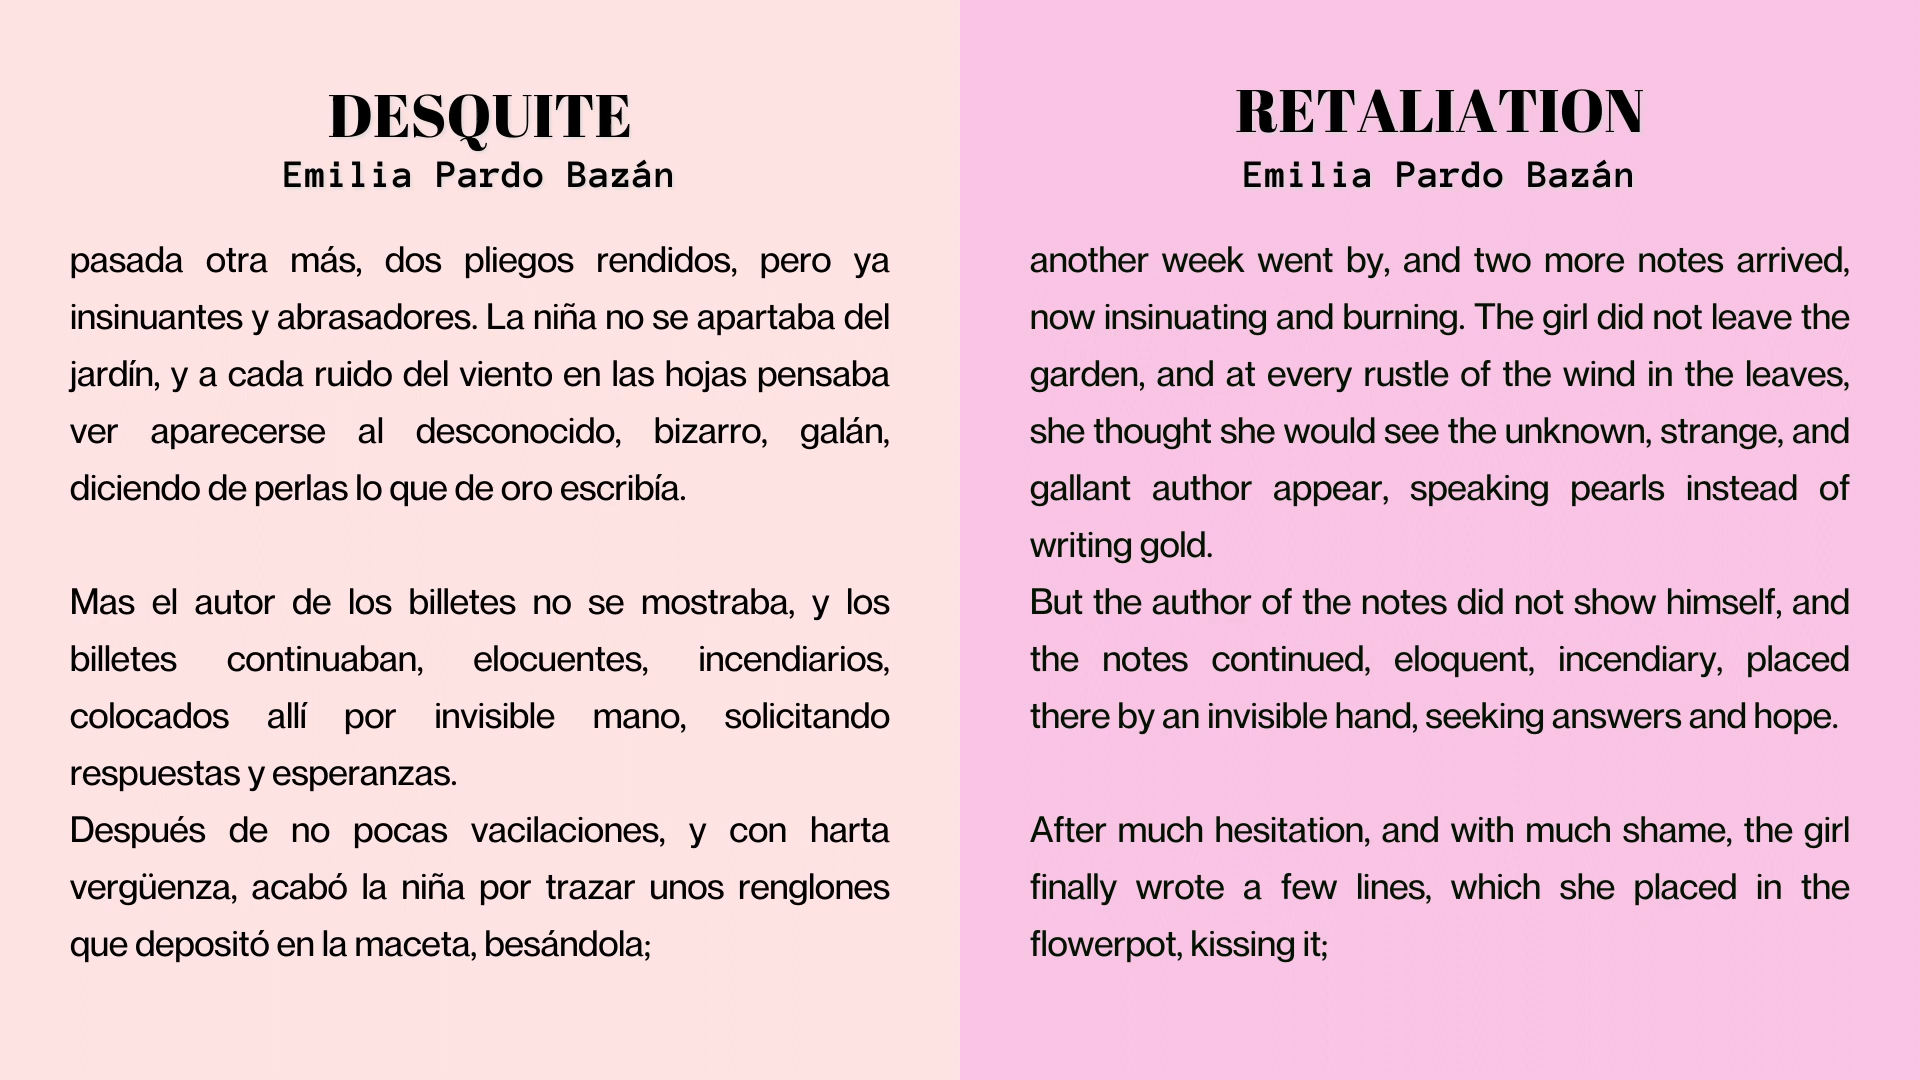 DESQUITE
Emilia Pardo Bazán
pasada otra más, dos pliegos rendidos, pero ya
insinuantes y abrasadores. La niña no se apartaba del
jardín, y a cada ruido del viento en las hojas pensaba
ver aparecerse al desconocido, bizarro, galán,
diciendo de perlas lo que de oro escribía.
Mas el autor de los billetes no se mostraba, y los
billetes continuaban, elocuentes, incendiarios,
colocados allí por invisible mano, solicitando
respuestas y esperanzas.
Después de no pocas vacilaciones, y con harta
vergüenza, acabó la niña por trazar unos renglones
que depositó en la maceta, besándola;
RETALIATION
Emilia Pardo Bazán
another week went by, and two more notes arrived,
now insinuating and burning. The girl did not leave the
garden, and at every rustle of the wind in the leaves,
she thought she would see the unknown, strange, and
gallant author appear, speaking pearls instead of
writing gold.
But the author of the notes did not show himself, and
the notes continued, eloquent, incendiary, placed
there by an invisible hand, seeking answers and hope.
After much hesitation, and with much shame, the girl
finally wrote a few lines, which she placed in the
flowerpot, kissing it;